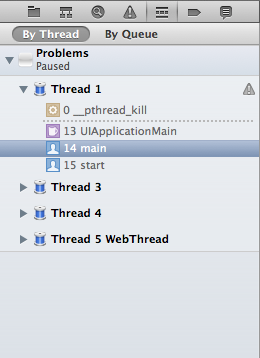 By Thread By Queue
Problems
Paused
Thread 1
0 __pthread_kill
13 UIApplicationMain
14 main
15 start
Thread 3
Thread 4
Thread 5 WebThread